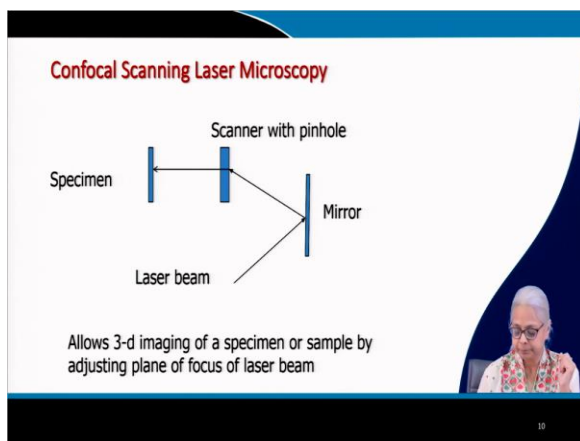 Confocal Scanning Laser Microscopy
Scanner with pinhole
Specimen
Mirror
Laser beam
Allows 3-d imaging of a specimen or sample by
adjusting plane of focus of laser beam
10